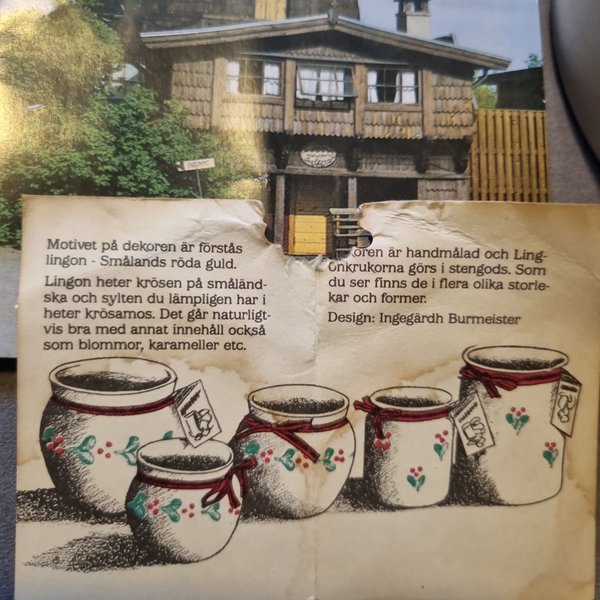 Motivet på dekoren är förstås
lingon - Smålands röda guld.
Lingon heter krösen på småländ-
ska och sylten du lämpligen har i
heter krösamos. Det går naturligt-
vis bra med annat innehåll också
som blommor, karameller etc.
oren är handmålad och Ling-
onkrukorna görs i stengods. Som
du ser finns de i flera olika storle-
kar och former.
Design: Ingegärdh Burmeister